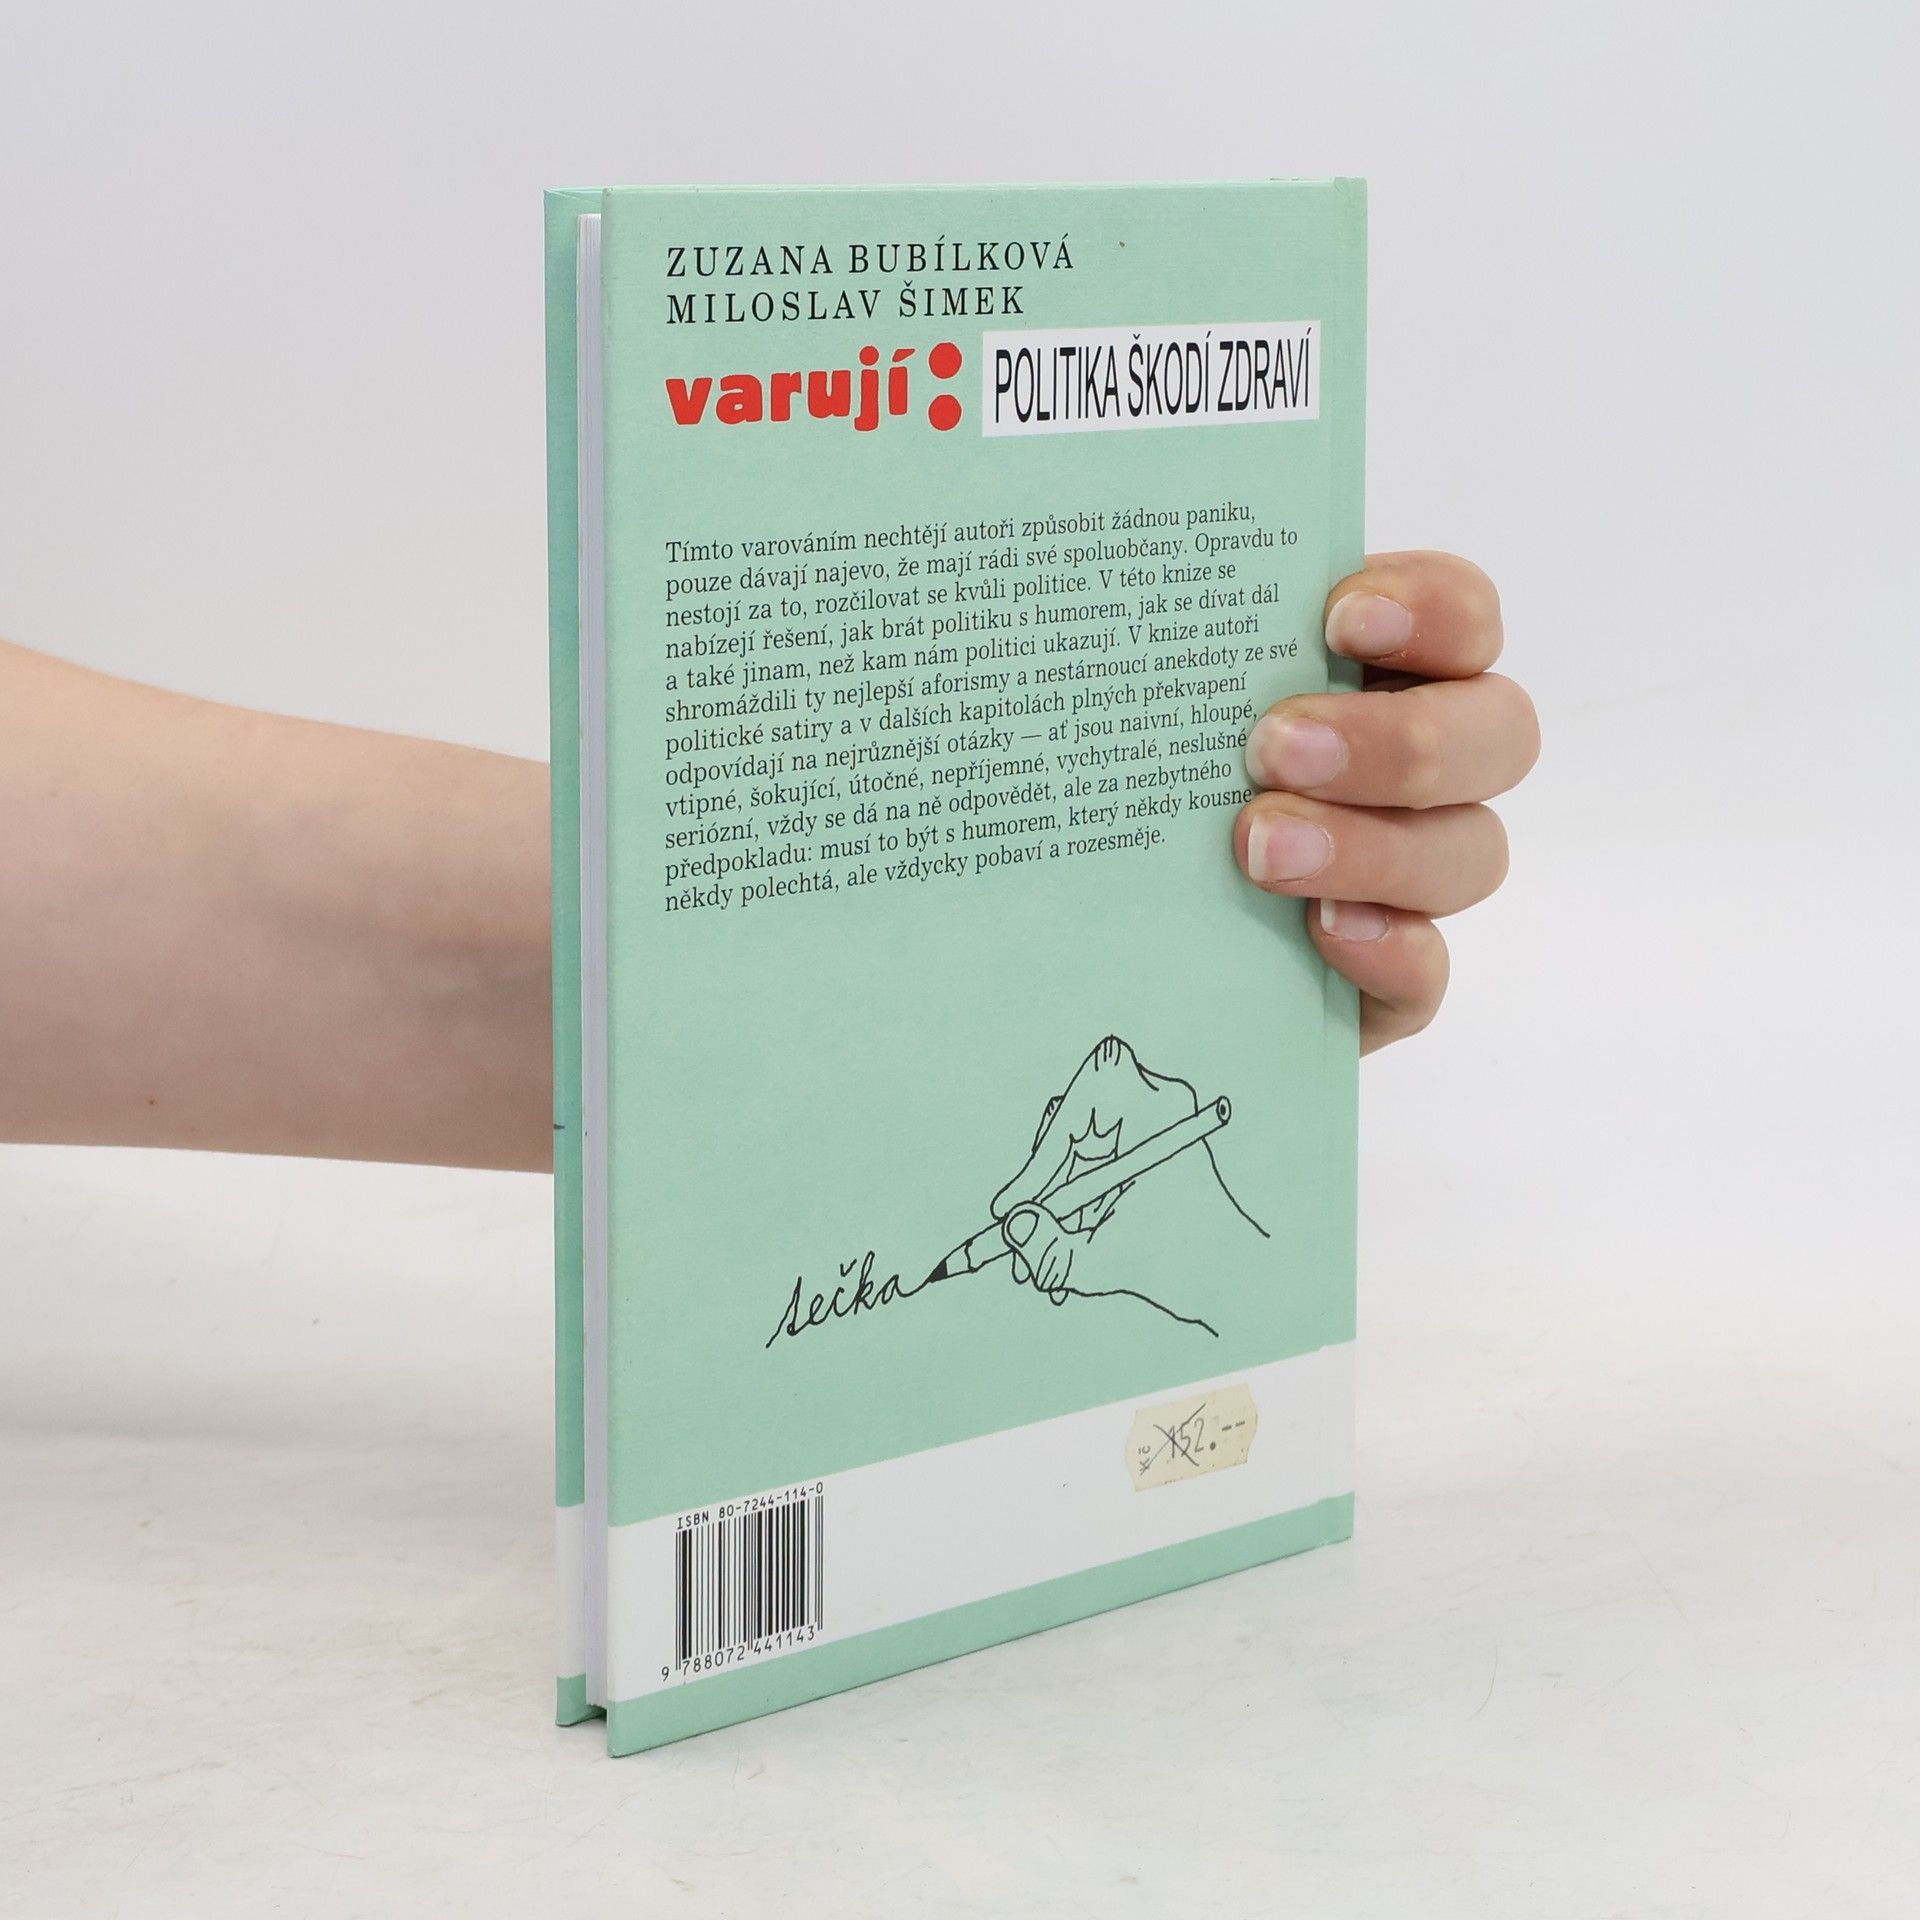 ZUZANA BUBÍLKOVÁ
MILOSLAV ŠIMEK
varují: POLITIKA ŠKODÍ ZDRAVÍ
Tímto varováním nechtějí autoři způsobit žádnou paniku,
pouze dávají najevo, že mají rádi své spoluobčany. Opravdu to
nestojí za to, rozčilovat se kvůli politice. V této knize se
nabízejí řešení, jak brát politiku s humorem, jak se dívat dál
a také jinam, než kam nám politici ukazují. V knize autoři
shromáždili ty nejlepší aforismy a nestárnoucí anekdoty ze své
politické satiry a v dalších kapitolách plných překvapení
odpovídají na nejrůznější otázky — ať jsou naivní, hloupé,
vtipné, šokující, útočné, nepříjemné, vychytralé, neslušné
seriózní, vždy se dá na ně odpovědět, ale za nezbytného
předpokladu: musí to být s humorem, který někdy kousne
někdy polechtá, ale vždycky pobaví a rozesměje.
tečka
Kč 152.--
ISBN 80-7244-114-0
9 788072 441143